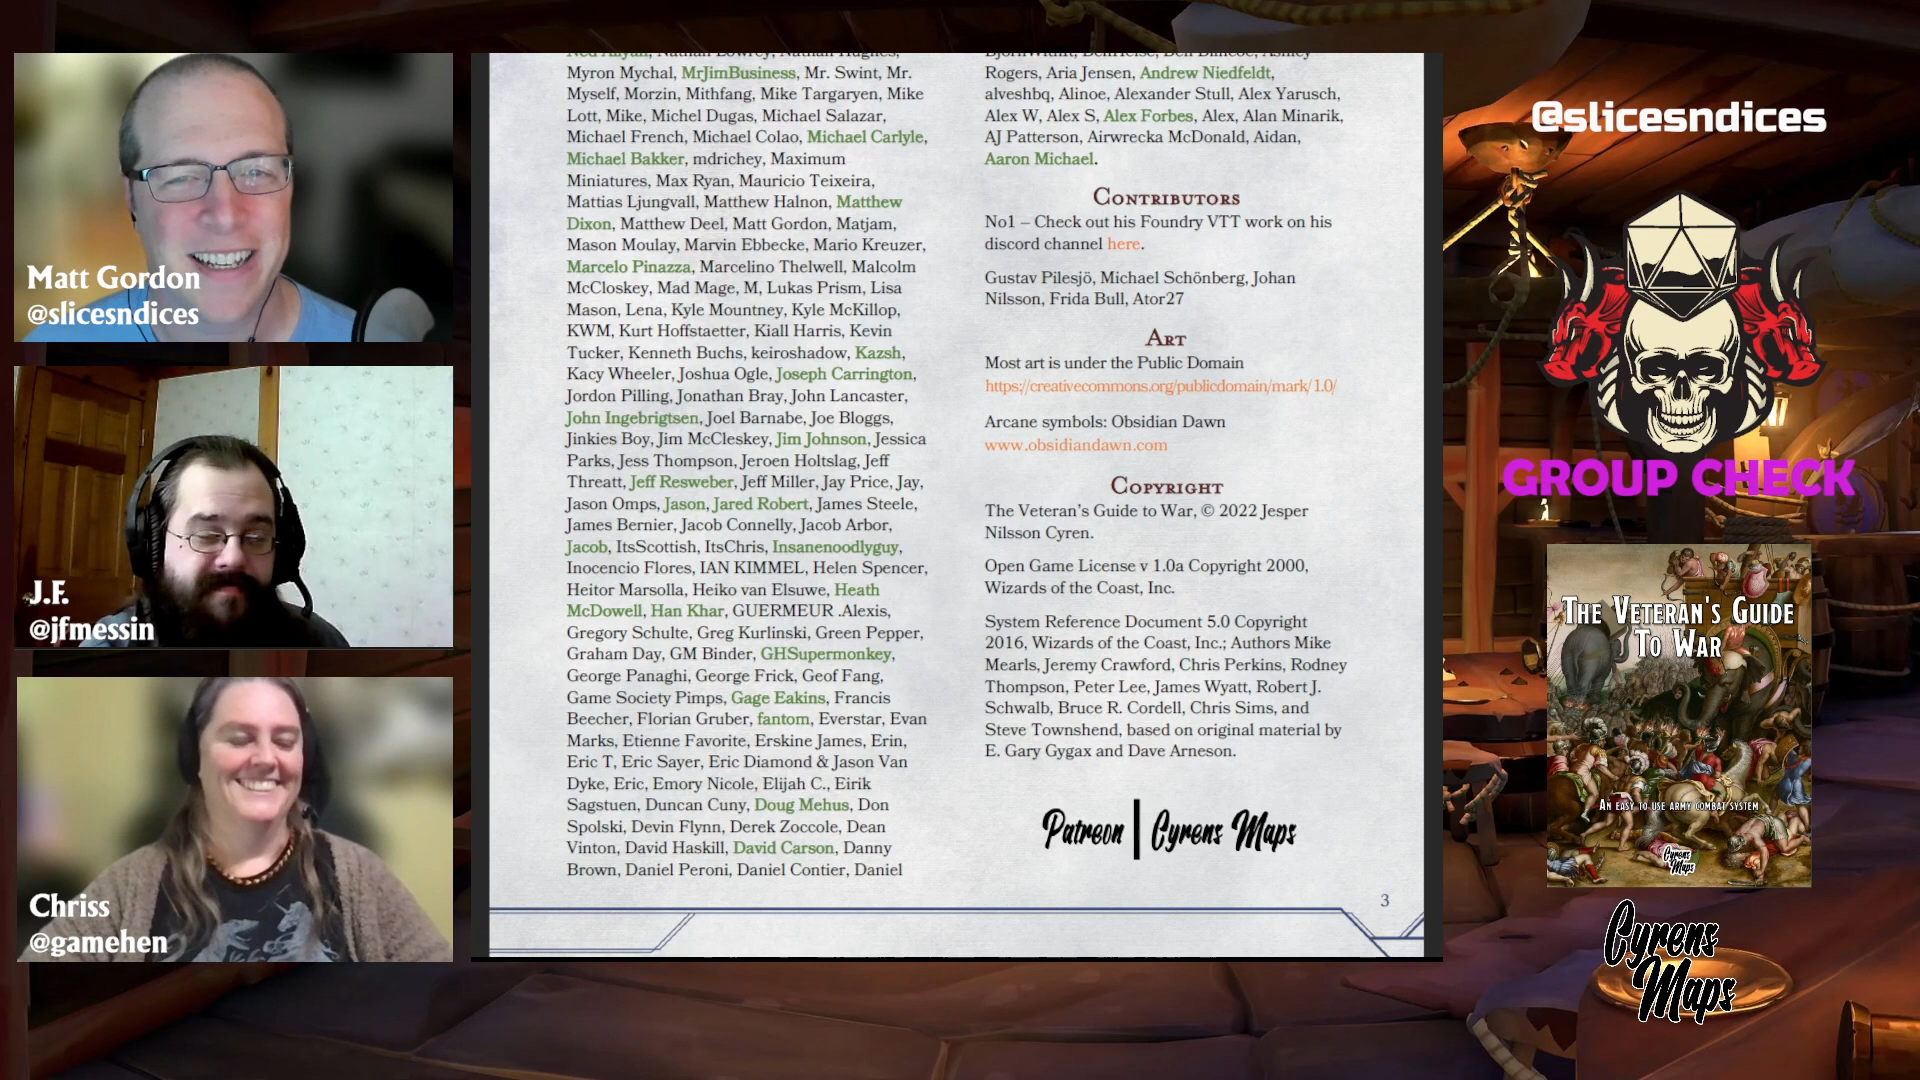 Matt Gordon
@slicesndices
J.F.
@jfmessin
Chriss
@gamehen
Myron Mychal, MrJimBusiness, Mr. Swint, Mr.
Myself, Morzin, Mithfang, Mike Targaryen, Mike
Lott, Mike, Michel Dugas, Michael Salazar,
Michael French, Michael Colao, Michael Carlyle,
Michael Bakker, mdrichey, Maximum
Miniatures, Max Ryan, Mauricio Teixeira,
Mattias Ljungvall, Matthew Halnon, Matthew
Dixon, Matthew Deel, Matt Gordon, Matjam,
Mason Moulay, Marvin Ebbecke, Mario Kreuzer,
Marcelo Pinazza, Marcelino Thelwell, Malcolm
McCloskey, Mad Mage, M, Lukas Prism, Lisa
Mason, Lena, Kyle Mountney, Kyle McKillop,
KWM, Kurt Hoffstaetter, Kiall Harris, Kevin
Tucker, Kenneth Buchs, keiroshadow, Kazsh,
Kacy Wheeler, Joshua Ogle, Joseph Carrington,
Jordon Pilling, Jonathan Bray, John Lancaster,
John Ingebrigtsen, Joel Barnabe, Joe Bloggs,
Jinkies Boy, Jim McCleskey, Jim Johnson, Jessica
Parks, Jess Thompson, Jeroen Holtslag, Jeff
Threatt, Jeff Resweber, Jeff Miller, Jay Price, Jay,
Jason Omps, Jason, Jared Robert, James Steele,
James Bernier, Jacob Connelly, Jacob Arbor,
Jacob, ItsScottish, ItsChris, Insanenoodlyguy,
Inocencio Flores, IAN KIMMEL, Helen Spencer,
Heitor Marsolla, Heiko van Elsuwe, Heath
McDowell, Han Khar, GUERMEUR .Alexis,
Gregory Schulte, Greg Kurlinski, Green Pepper,
Graham Day, GM Binder, GHSupermonkey,
George Panaghi, George Frick, Geof Fang,
Game Society Pimps, Gage Eakins, Francis
Beecher, Florian Gruber, fantom, Everstar, Evan
Marks, Etienne Favorite, Erskine James, Erin,
Eric T, Eric Sayer, Eric Diamond & Jason Van
Dyke, Eric, Emory Nicole, Elijah C., Eirik
Sagstuen, Duncan Cuny, Doug Mehus, Don
Spolski, Devin Flynn, Derek Zoccole, Dean
Vinton, David Haskill, David Carson, Danny
Brown, Daniel Peroni, Daniel Contier, Daniel
Rogers, Aria Jensen, Andrew Niedfeldt,
alveshbq, Alinoe, Alexander Stull, Alex Yarusch,
Alex W, Alex S, Alex Forbes, Alex, Alan Minarik,
AJ Patterson, Airwrecka McDonald, Aidan,
Aaron Michael.
Contributors
No1 – Check out his Foundry VTT work on his
discord channel here.
Gustav Pilesjö, Michael Schönberg, Johan
Nilsson, Frida Bull, Ator27
Art
Most art is under the Public Domain
https://creativecommons.org/publicdomain/mark/1.0/
Arcane symbols: Obsidian Dawn
www.obsidiandawn.com
Copyright
The Veteran's Guide to War, © 2022 Jesper
Nilsson Cyren.
Open Game License v 1.0a Copyright 2000,
Wizards of the Coast, Inc.
System Reference Document 5.0 Copyright
2016, Wizards of the Coast, Inc.; Authors Mike
Mearls, Jeremy Crawford, Chris Perkins, Rodney
Thompson, Peter Lee, James Wyatt, Robert J.
Schwalb, Bruce R. Cordell, Chris Sims, and
Steve Townshend, based on original material by
E. Gary Gygax and Dave Arneson.
Patreon | Cyrens Maps
3
@slicesndices
GROUP CHECK
The Veteran's Guide
To War
An easy to use army combat system
Cyrens
Maps
Cyrens
Maps